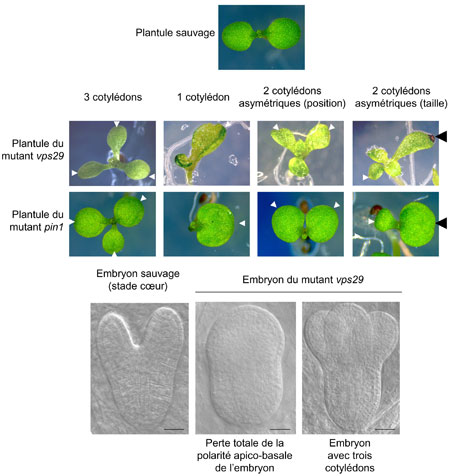 Plantule sauvage
3 cotylédons
1 cotylédon
2 cotylédons
asymétriques (position)
2 cotylédons
asymétriques (taille)
Plantule du
mutant vps29
Plantule du
mutant pin1
Embryon sauvage
(stade cœur)
Embryon du mutant vps29
Perte totale de la
polarité apico-basale
de l'embryon
Embryon
avec trois
cotylédons